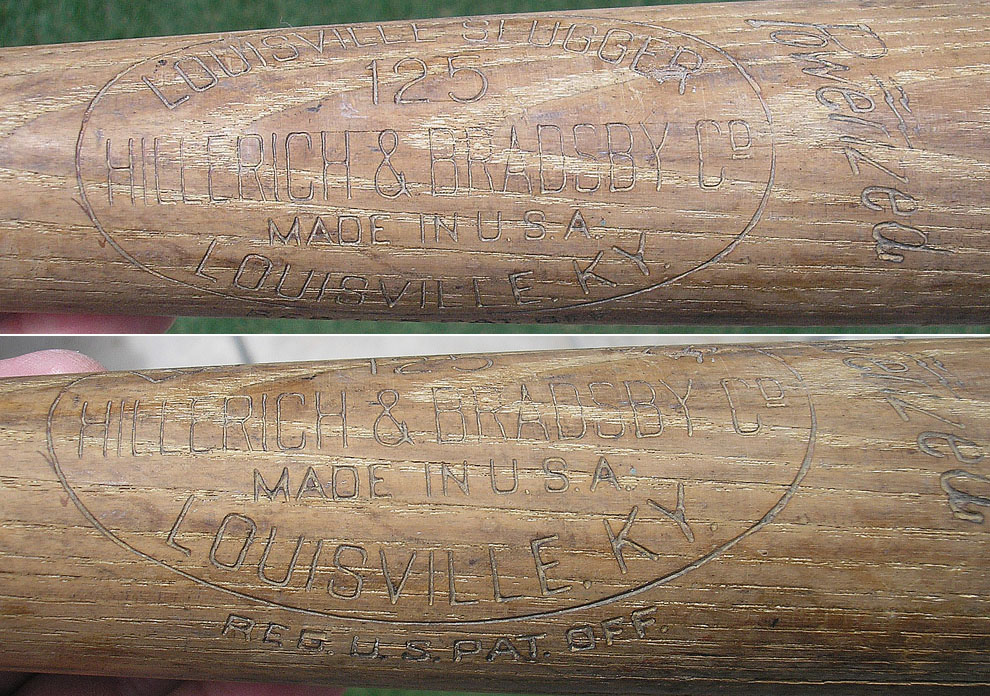 LOUISVILLE SLUGGER
125
HILLERICH & BRADSBY Co
MADE IN U.S.A.
LOUISVILLE. KY.
Powerized
125
HILLERICH & BRADSBY Co
MADE IN U.S.A.
LOUISVILLE. KY.
REG. U.S. PAT. OFF.